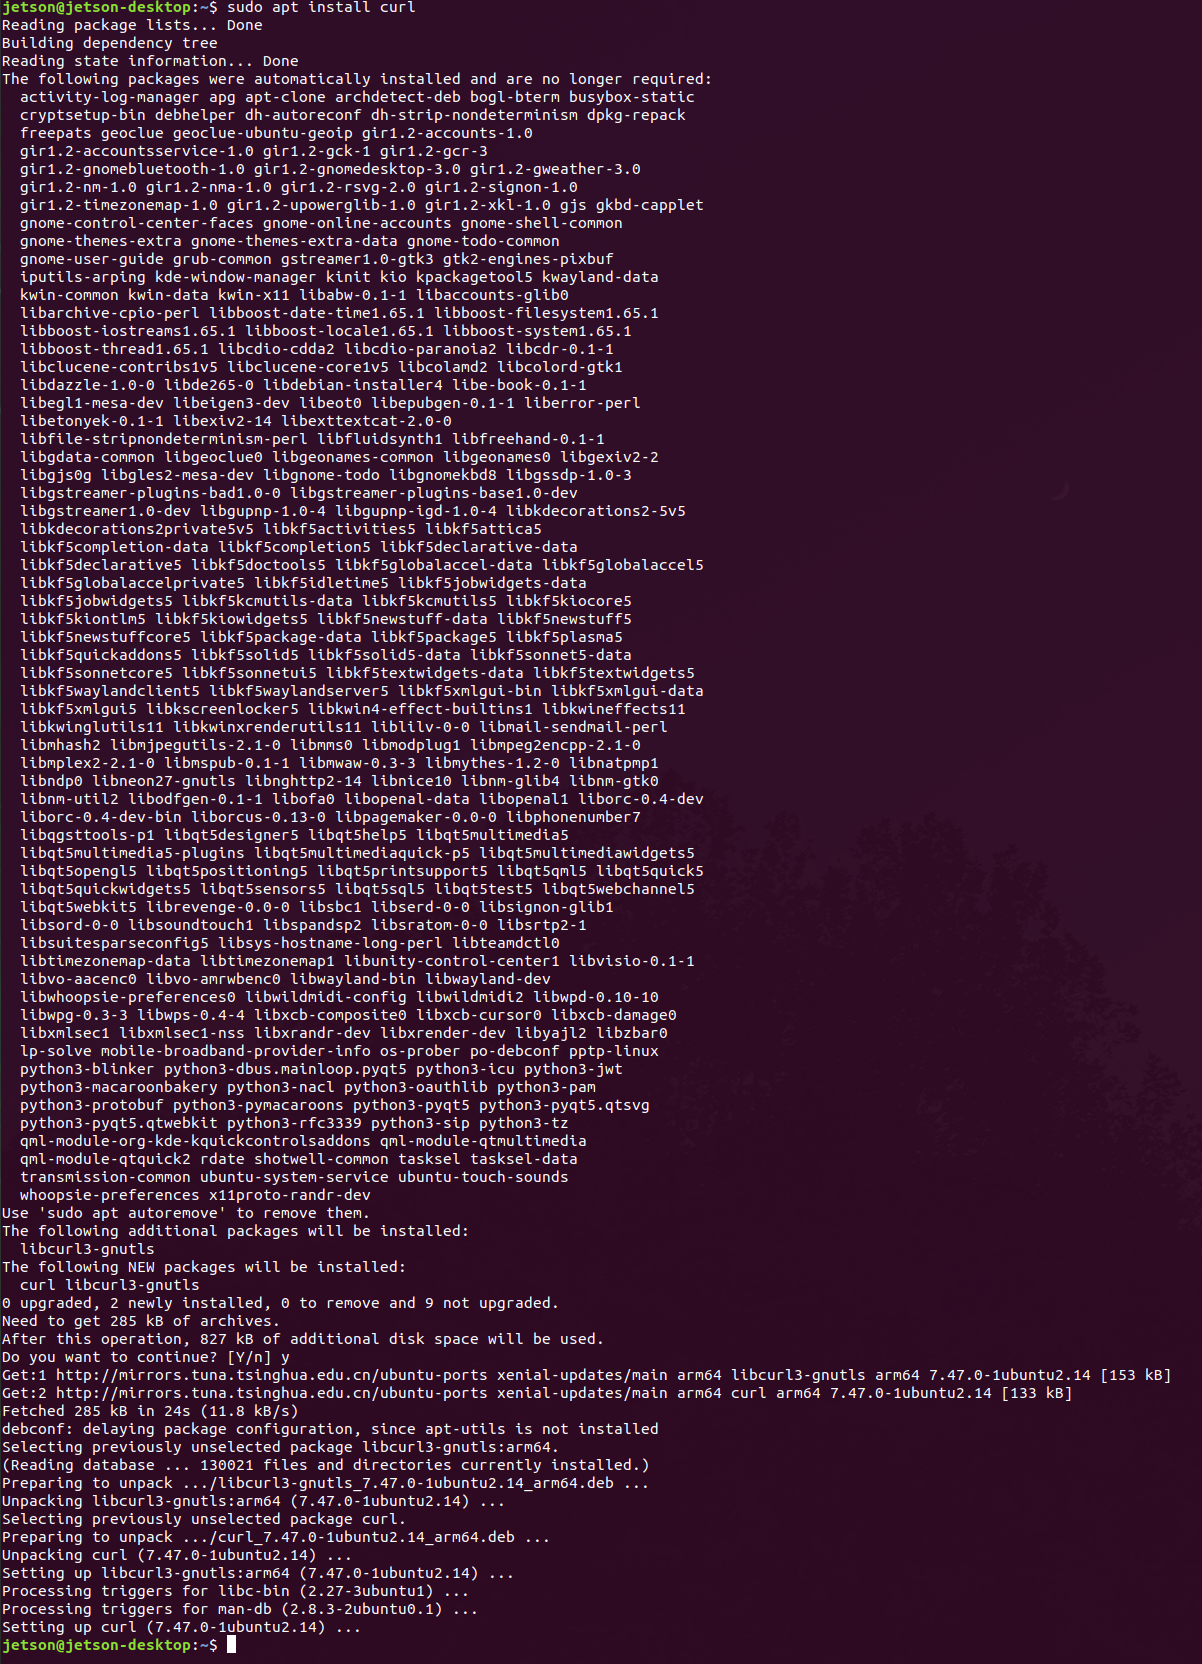 jetson@jetson-desktop:~$ sudo apt install curl
Reading package lists... Done
Building dependency tree
Reading state information... Done
The following packages were automatically installed and are no longer required:
  activity-log-manager apg apt-clone archdetect-deb bogl-bterm busybox-static
  cryptsetup-bin debhelper dh-autoreconf dh-strip-nondeterminism dpkg-repack
  freepats geoclue geoclue-ubuntu-geoip gir1.2-accounts-1.0
  gir1.2-accountsservice-1.0 gir1.2-gck-1 gir1.2-gcr-3
  gir1.2-gnomebluetooth-1.0 gir1.2-gnomedesktop-3.0 gir1.2-gweather-3.0
  gir1.2-nm-1.0 gir1.2-nma-1.0 gir1.2-rsvg-2.0 gir1.2-signon-1.0
  gir1.2-timezonemap-1.0 gir1.2-upowerglib-1.0 gir1.2-xkl-1.0 gjs gkbd-capplet
  gnome-control-center-faces gnome-online-accounts gnome-shell-common
  gnome-themes-extra gnome-themes-extra-data gnome-todo-common
  gnome-user-guide grub-common gstreamer1.0-gtk3 gtk2-engines-pixbuf
  iputils-arping kde-window-manager kinit kio kpackagetool5 kwayland-data
  kwin-common kwin-data kwin-x11 libabw-0.1-1 libaccounts-glib0
  libarchive-cpio-perl libboost-date-time1.65.1 libboost-filesystem1.65.1
  libboost-iostreams1.65.1 libboost-locale1.65.1 libboost-system1.65.1
  libboost-thread1.65.1 libcdio-cdda2 libcdio-paranoia2 libcdr-0.1-1
  libclucene-contribs1v5 libclucene-core1v5 libcolamd2 libcolord-gtk1
  libdazzle-1.0-0 libde265-0 libdebian-installer4 libe-book-0.1-1
  libegl1-mesa-dev libeigen3-dev libeot0 libepubgen-0.1-1 liberror-perl
  libetonyek-0.1-1 libexiv2-14 libexttextcat-2.0-0
  libfile-stripnondeterminism-perl libfluidsynth1 libfreehand-0.1-1
  libgdata-common libgeoclue0 libgeonames-common libgeonames0 libgexiv2-2
  libgjs0g libgles2-mesa-dev libgnome-todo libgnomekbd8 libgssdp-1.0-3
  libgstreamer-plugins-bad1.0-0 libgstreamer-plugins-base1.0-dev
  libgstreamer1.0-dev libgupnp-1.0-4 libgupnp-igd-1.0-4 libkdecorations2-5v5
  libkdecorations2private5v5 libkf5activities5 libkf5attica5
  libkf5completion-data libkf5completion5 libkf5declarative-data
  libkf5declarative5 libkf5doctools5 libkf5globalaccel-data libkf5globalaccel5
  libkf5globalaccelprivate5 libkf5idletime5 libkf5jobwidgets-data
  libkf5jobwidgets5 libkf5kcmutils-data libkf5kcmutils5 libkf5kiocore5
  libkf5kiontlm5 libkf5kiowidgets5 libkf5newstuff-data libkf5newstuff5
  libkf5newstuffcore5 libkf5package-data libkf5package5 libkf5plasma5
  libkf5quickaddons5 libkf5solid5 libkf5solid5-data libkf5sonnet5-data
  libkf5sonnetcore5 libkf5sonnetui5 libkf5textwidgets-data libkf5textwidgets5
  libkf5waylandclient5 libkf5waylandserver5 libkf5xmlgui-bin libkf5xmlgui-data
  libkf5xmlgui5 libkscreenlocker5 libkwin4-effect-builtins1 libkwineffects11
  libkwinglutils11 libkwinxrenderutils11 liblilv-0-0 libmail-sendmail-perl
  libmhash2 libmjpegutils-2.1-0 libmms0 libmodplug1 libmpeg2encpp-2.1-0
  libmplex2-2.1-0 libmspub-0.1-1 libmwaw-0.3-3 libmythes-1.2-0 libnatpmp1
  libndp0 libneon27-gnutls libnghttp2-14 libnice10 libnm-glib4 libnm-gtk0
  libnm-util2 libodfgen-0.1-1 libofa0 libopenal-data libopenal1 liborc-0.4-dev
  liborc-0.4-dev-bin liborcus-0.13-0 libpagemaker-0.0-0 libphonenumber7
  libqgsttools-p1 libqt5designer5 libqt5help5 libqt5multimedia5
  libqt5multimedia5-plugins libqt5multimediaquick-p5 libqt5multimediawidgets5
  libqt5opengl5 libqt5positioning5 libqt5printsupport5 libqt5qml5 libqt5quick5
  libqt5quickwidgets5 libqt5sensors5 libqt5sql5 libqt5test5 libqt5webchannel5
  libqt5webkit5 librevenge-0.0-0 libsbc1 libserd-0-0 libsignon-glib1
  libsord-0-0 libsoundtouch1 libspandsp2 libsratom-0-0 libsrtp2-1
  libsuitesparseconfig5 libsys-hostname-long-perl libteamdctl0
  libtimezonemap-data libtimezonemap1 libunity-control-center1 libvisio-0.1-1
  libvo-aacenc0 libvo-amrwbenc0 libwayland-bin libwayland-dev
  libwhoopsie-preferences0 libwildmidi-config libwildmidi2 libwpd-0.10-10
  libwpg-0.3-3 libwps-0.4-4 libxcb-composite0 libxcb-cursor0 libxcb-damage0
  libxmlsec1 libxmlsec1-nss libxrandr-dev libxrender-dev libyajl2 libzbar0
  lp-solve mobile-broadband-provider-info os-prober po-debconf pptp-linux
  python3-blinker python3-dbus.mainloop.pyqt5 python3-icu python3-jwt
  python3-macaroonbakery python3-nacl python3-oauthlib python3-pam
  python3-protobuf python3-pymacaroons python3-pyqt5 python3-pyqt5.qtsvg
  python3-pyqt5.qtwebkit python3-rfc3339 python3-sip python3-tz
  qml-module-org-kde-kquickcontrolsaddons qml-module-qtmultimedia
  qml-module-qtquick2 rdate shotwell-common tasksel tasksel-data
  transmission-common ubuntu-system-service ubuntu-touch-sounds
  whoopsie-preferences x11proto-randr-dev
Use 'sudo apt autoremove' to remove them.
The following additional packages will be installed:
  libcurl3-gnutls
The following NEW packages will be installed:
  curl libcurl3-gnutls
0 upgraded, 2 newly installed, 0 to remove and 9 not upgraded.
Need to get 285 kB of archives.
After this operation, 827 kB of additional disk space will be used.
Do you want to continue? [Y/n] y
Get:1 http://mirrors.tuna.tsinghua.edu.cn/ubuntu-ports xenial-updates/main arm64 libcurl3-gnutls arm64 7.47.0-1ubuntu2.14 [153 kB]
Get:2 http://mirrors.tuna.tsinghua.edu.cn/ubuntu-ports xenial-updates/main arm64 curl arm64 7.47.0-1ubuntu2.14 [133 kB]
Fetched 285 kB in 24s (11.8 kB/s)
debconf: delaying package configuration, since apt-utils is not installed
Selecting previously unselected package libcurl3-gnutls:arm64.
(Reading database ... 130021 files and directories currently installed.)
Preparing to unpack .../libcurl3-gnutls_7.47.0-1ubuntu2.14_arm64.deb ...
Unpacking libcurl3-gnutls:arm64 (7.47.0-1ubuntu2.14) ...
Selecting previously unselected package curl.
Preparing to unpack .../curl_7.47.0-1ubuntu2.14_arm64.deb ...
Unpacking curl (7.47.0-1ubuntu2.14) ...
Setting up libcurl3-gnutls:arm64 (7.47.0-1ubuntu2.14) ...
Processing triggers for libc-bin (2.27-3ubuntu1) ...
Processing triggers for man-db (2.8.3-2ubuntu0.1) ...
Setting up curl (7.47.0-1ubuntu2.14) ...
jetson@jetson-desktop:~$